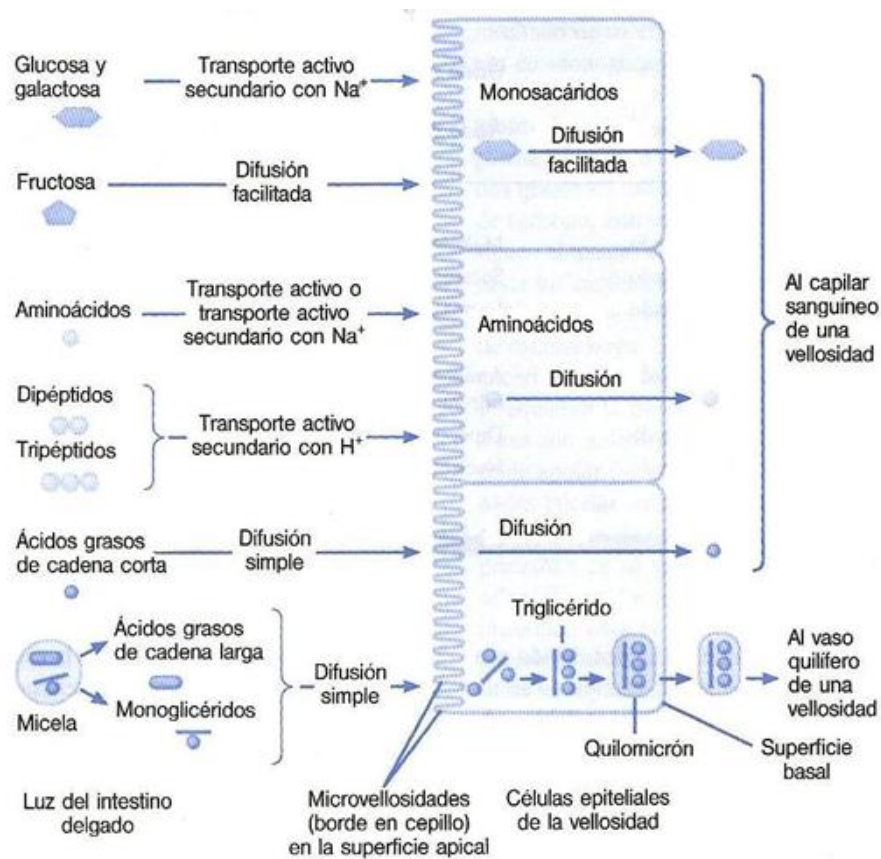 Glucosa y
galactosa
Transporte activo
secundario con Na+
Monosacáridos
Difusión
facilitada
Fructosa
Difusión
facilitada
Aminoácidos
Transporte activo o
transporte activo
secundario con Na+
Aminoácidos
Difusión
Al capilar
sanguíneo
de una
vellosidad
Dipéptidos
Tripéptidos
Transporte activo
secundario con H+
Ácidos grasos
de cadena corta
Difusión
simple
Difusión
Micela
Ácidos grasos
de cadena larga
Monoglicéridos
Difusión
simple
Triglicérido
Quilomicrón
Al vaso
quilífero
de una
vellosidad
Superficie
basal
Luz del intestino
delgado
Microvellosidades
(borde en cepillo)
en la superficie apical
Células epiteliales
de la vellosidad